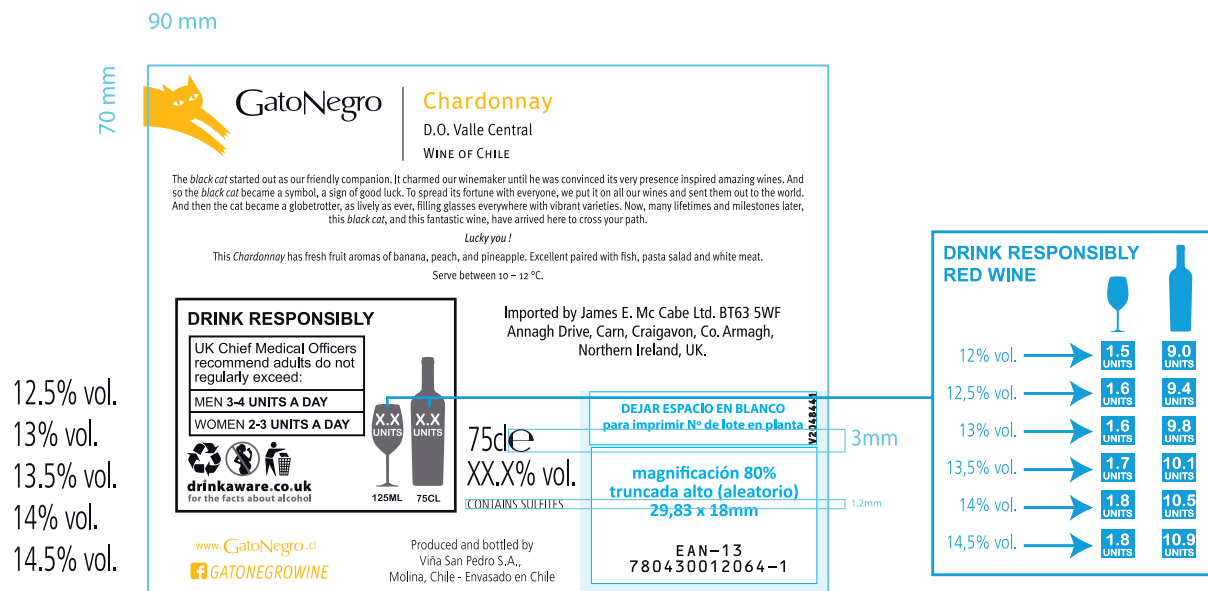 90 mm
70 mm
GatoNegro
Chardonnay
D.O. Valle Central
WINE OF CHILE
The black cat started out as our friendly companion. It charmed our winemaker until he was convinced its very presence inspired amazing wines. And
so the black cat became a symbol, a sign of good luck. To spread its fortune with everyone, we put it on all our wines and sent them out to the world.
And then the cat became a globetrotter, as lively as ever, filling glasses everywhere with vibrant varieties. Now, many lifetimes and milestones later,
this black cat, and this fantastic wine, have arrived here to cross your path.
Lucky you !
This Chardonnay has fresh fruit aromas of banana, peach, and pineapple. Excellent paired with fish, pasta salad and white meat.
Serve between 10 – 12 °C.
DRINK RESPONSIBLY
UK Chief Medical Officers
recommend adults do not
regularly exceed:
MEN 3-4 UNITS A DAY
WOMEN 2-3 UNITS A DAY
X.X
UNITS
X.X
UNITS
drinkaware.co.uk
for the facts about alcohol
125ML
75CL
Imported by James E. Mc Cabe Ltd. BT63 5WF
Annagh Drive, Carn, Craigavon, Co. Armagh,
Northern Ireland, UK.
75cl e
XX.X% vol.
CONTAINS SULFITES
DEJAR ESPACIO EN BLANCO
para imprimir Nº de lote en planta
V2048441
3mm
magnificación 80%
truncada alto (aleatorio)
29,83 x 18mm
1,2mm
EAN–13
780430012064–1
www.GatoNegro.cl
GATONEGROWINE
Produced and bottled by
Viña San Pedro S.A.,
Molina, Chile - Envasado en Chile
12.5% vol.
13% vol.
13.5% vol.
14% vol.
14.5% vol.
DRINK RESPONSIBLY
RED WINE
12% vol. 1.5 UNITS 9.0 UNITS
12,5% vol. 1.6 UNITS 9.4 UNITS
13% vol. 1.6 UNITS 9.8 UNITS
13,5% vol. 1.7 UNITS 10.1 UNITS
14% vol. 1.8 UNITS 10.5 UNITS
14,5% vol. 1.8 UNITS 10.9 UNITS